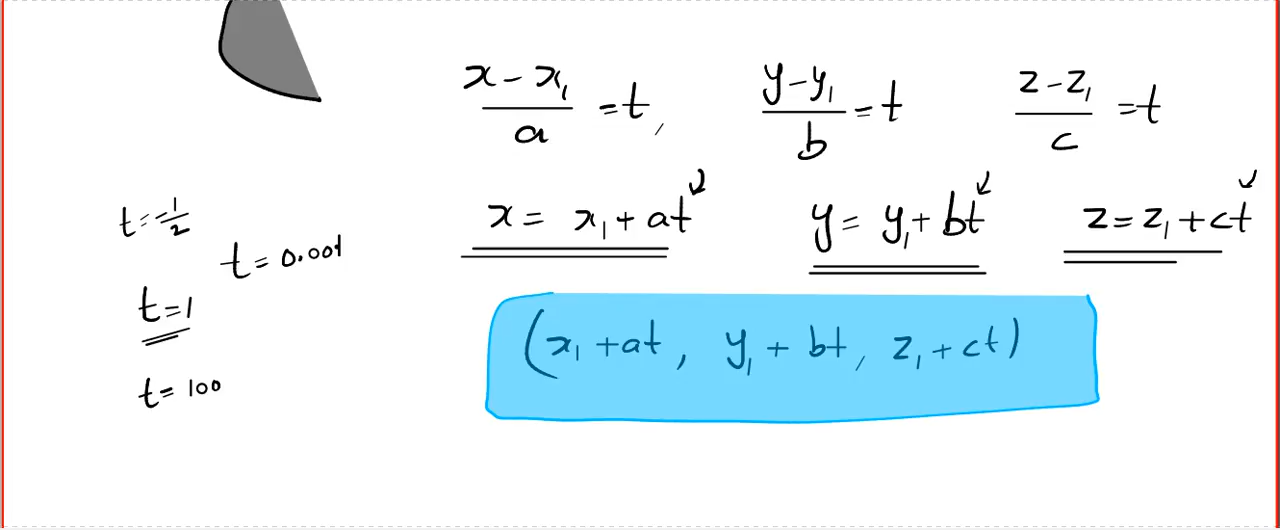 (x - x₁)/a = t, (y - y₁)/b = t (z - z₁)/c = t
t = -1/2
x = x₁ + at y = y₁ + bt z = z₁ + ct
t = 0.001
t = 1
(x₁ + at, y₁ + bt, z₁ + ct)
t = 100